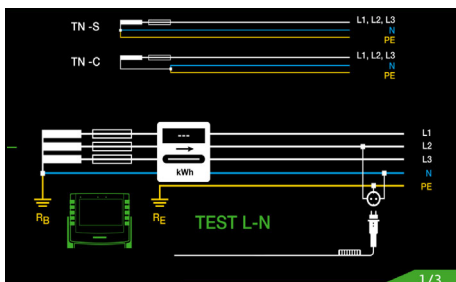 TN -S
L1, L2, L3
N
PE
TN -C
L1, L2, L3
N
PE
---
kWh
L1
L2
L3
N
PE
RB
RE
TEST L-N
1/3